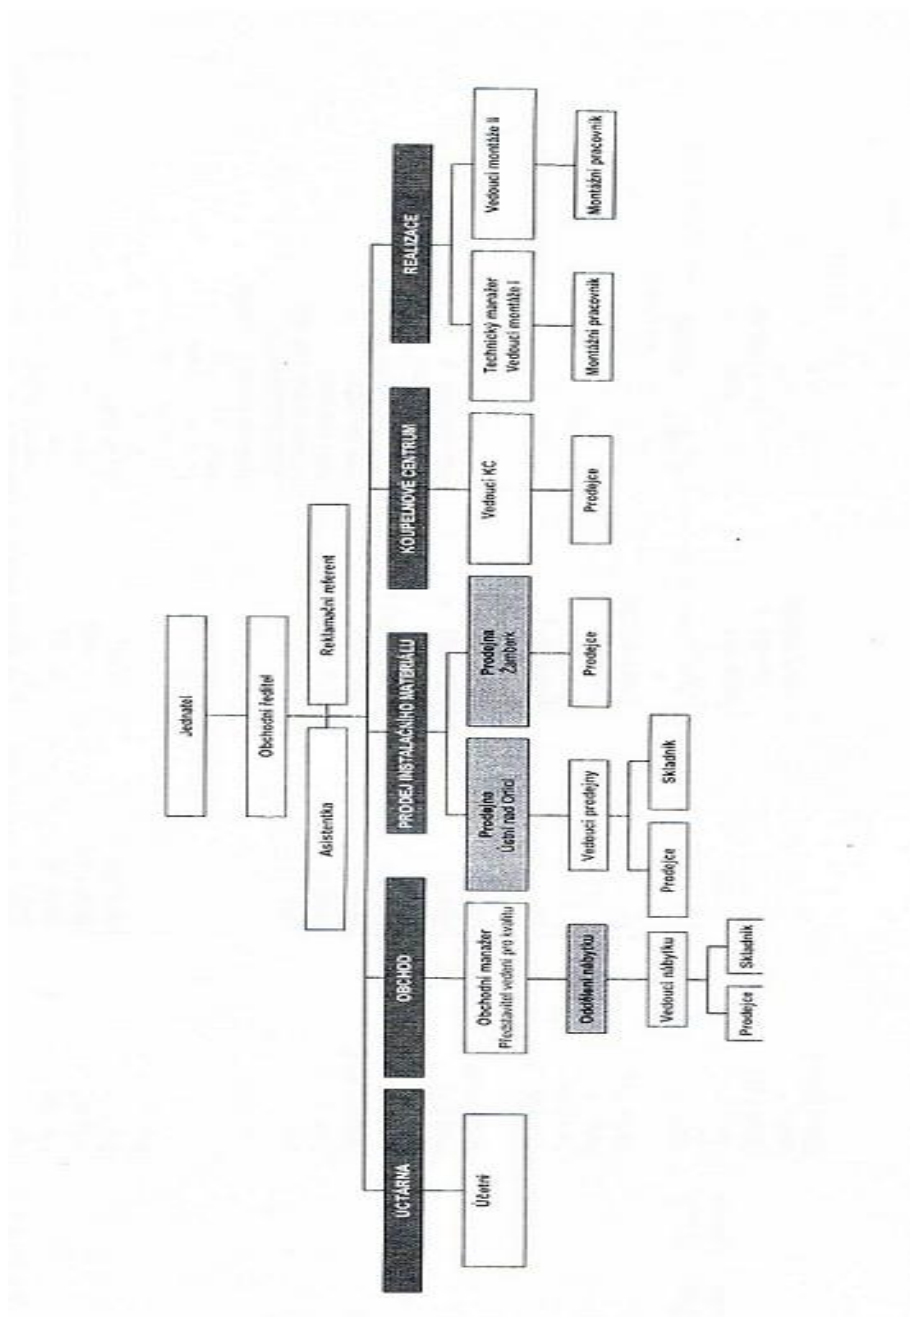 Jednatel
Obchodní ředitel
Asistentka
Reklamační referent
ÚČTÁRNA
OBCHOD
PRODEJ INSTALAČNÍHO MATERIÁLU
KOUPELNOVÉ CENTRUM
REALIZACE
Účetní
Obchodní manažer
Představitel vedení pro kvalitu
Prodejna
Ústní nad Orlicí
Prodejna
Žamberk
Vedoucí KC
Technický manažer
Vedoucí montáže I
Vedoucí montáže II
Oddělení nábytku
Vedoucí prodejny
Prodejce
Prodejce
Montážní pracovník
Montážní pracovník
Vedoucí nábytku
Prodejce
Skladník
Prodejce
Skladník